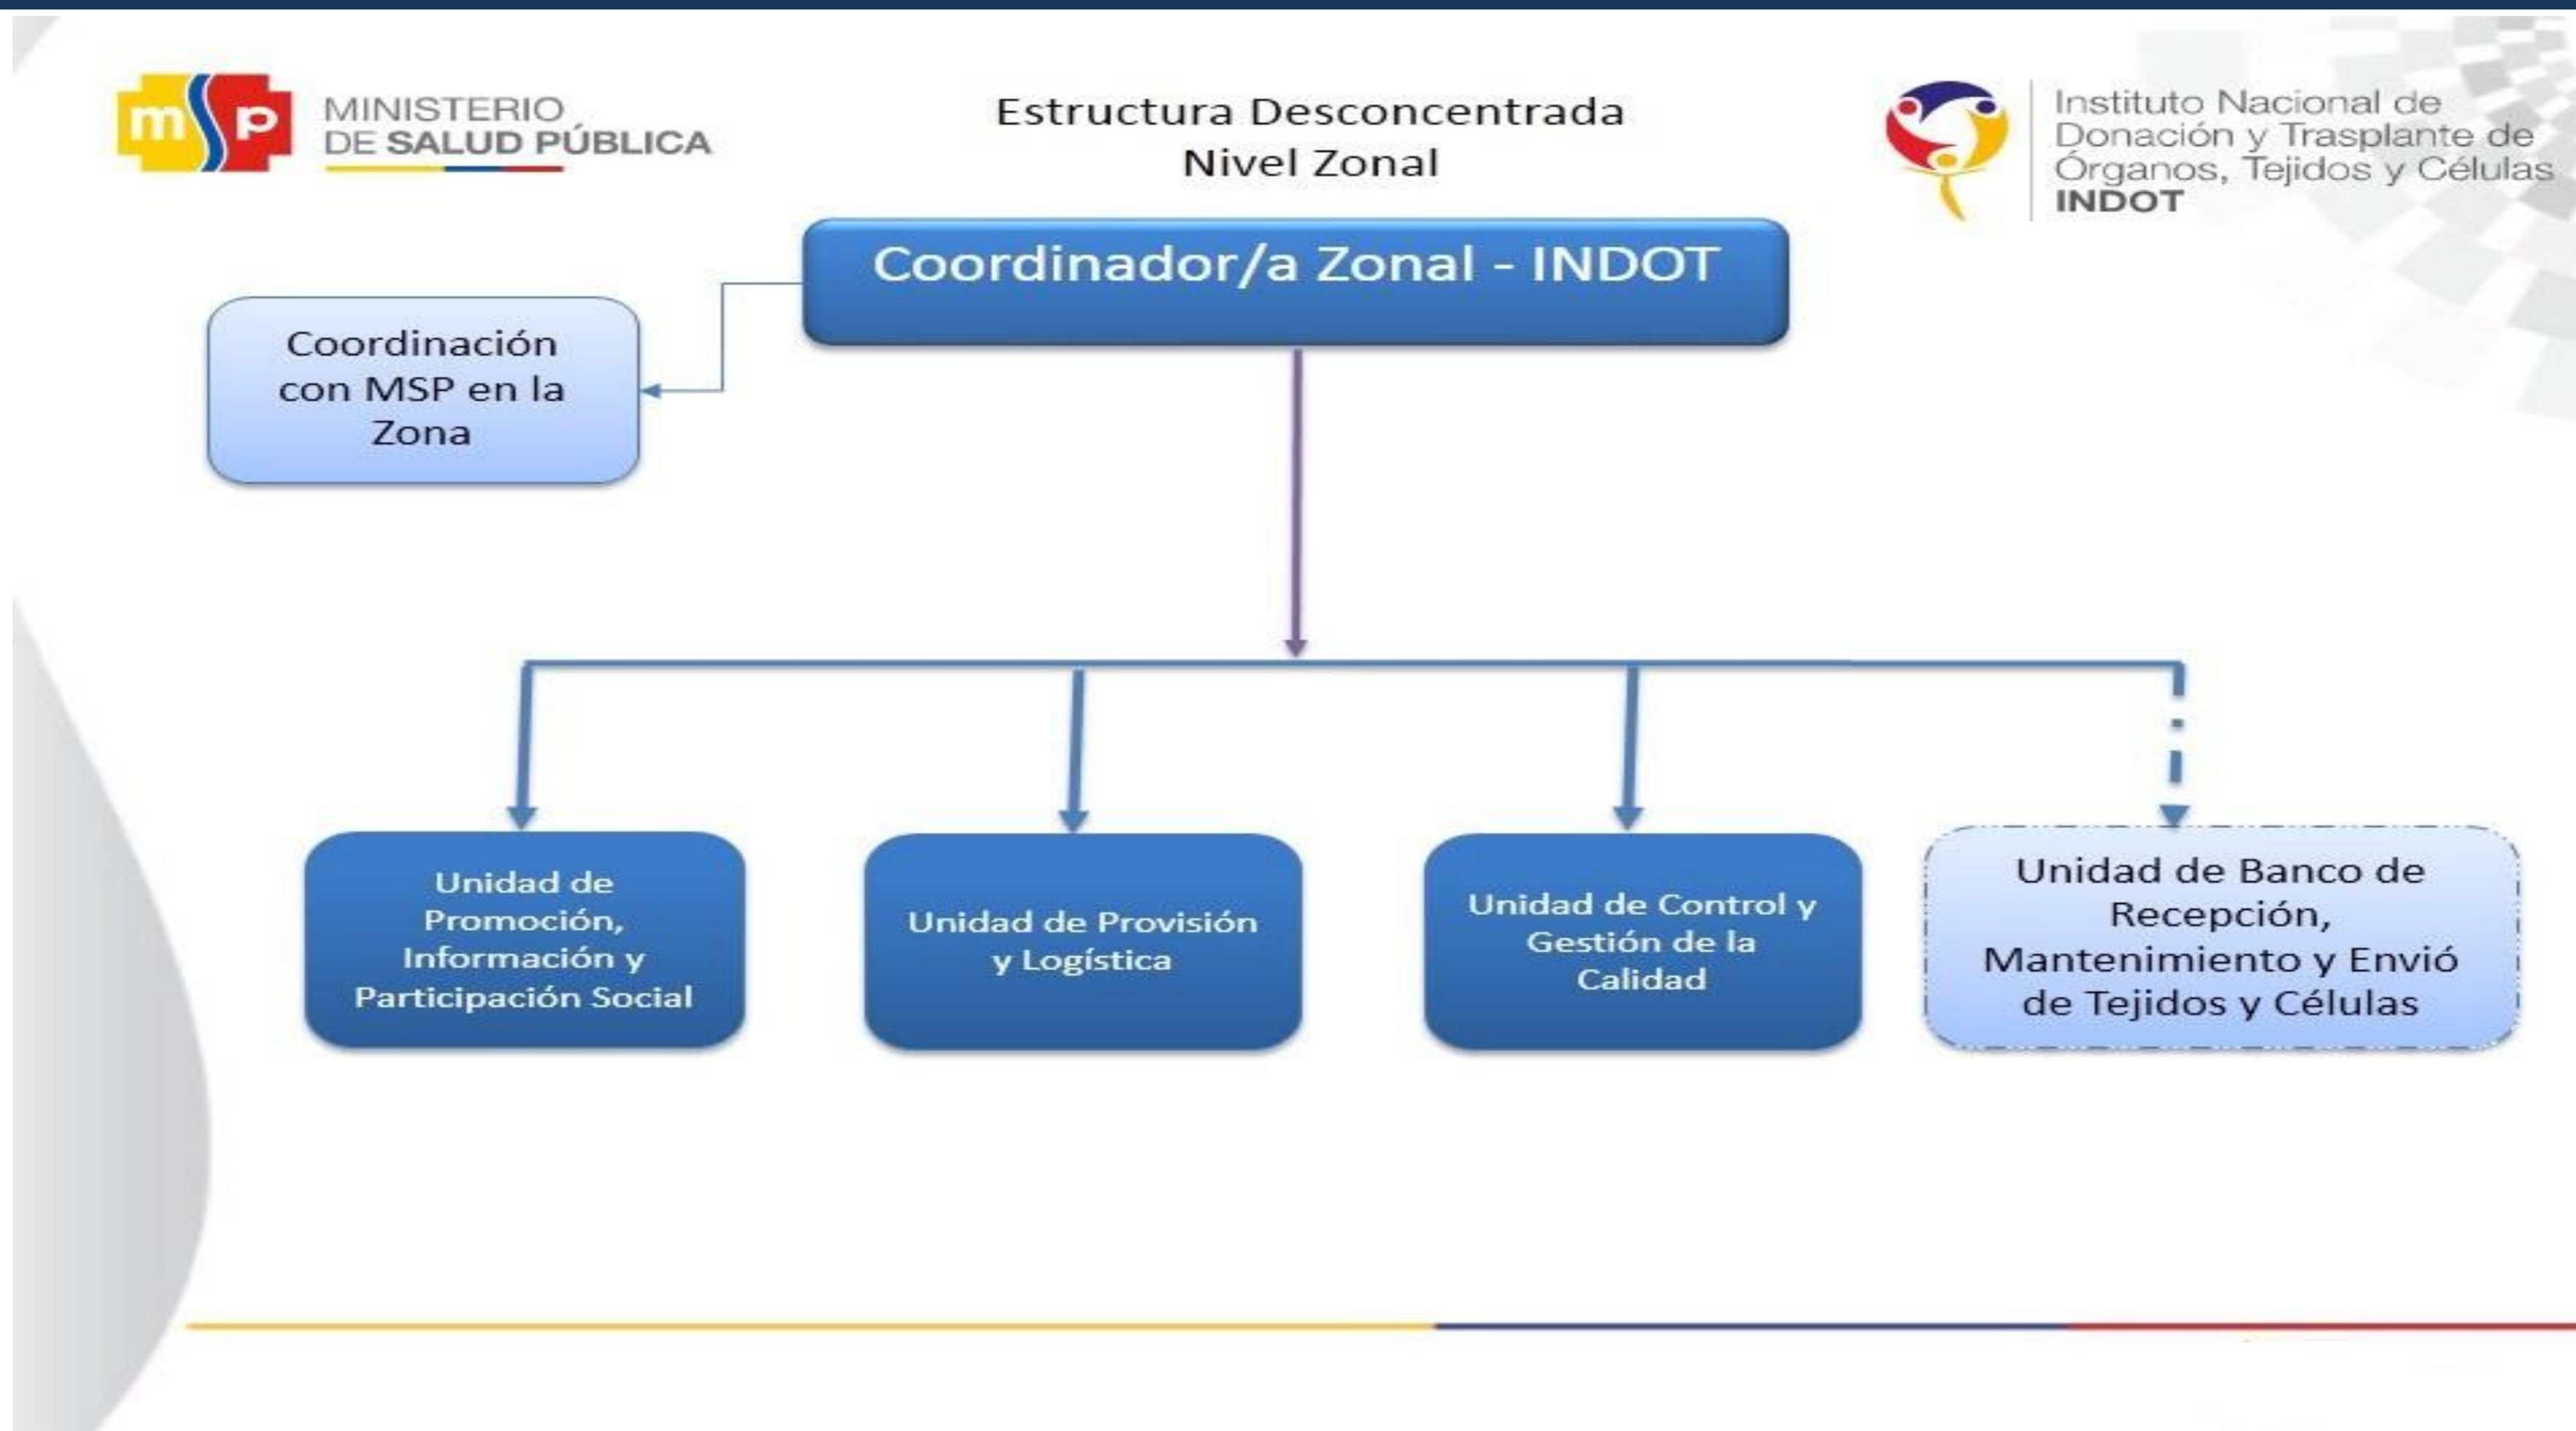 msp
MINISTERIO
DE SALUD PÚBLICA
Estructura Desconcentrada
Nivel Zonal
Instituto Nacional de
Donación y Trasplante de
Órganos, Tejidos y Células
INDOT
Coordinador/a Zonal - INDOT
Coordinación
con MSP en la
Zona
Unidad de
Promoción,
Información y
Participación Social
Unidad de Provisión
y Logística
Unidad de Control y
Gestión de la
Calidad
Unidad de Banco de
Recepción,
Mantenimiento y Envió
de Tejidos y Células